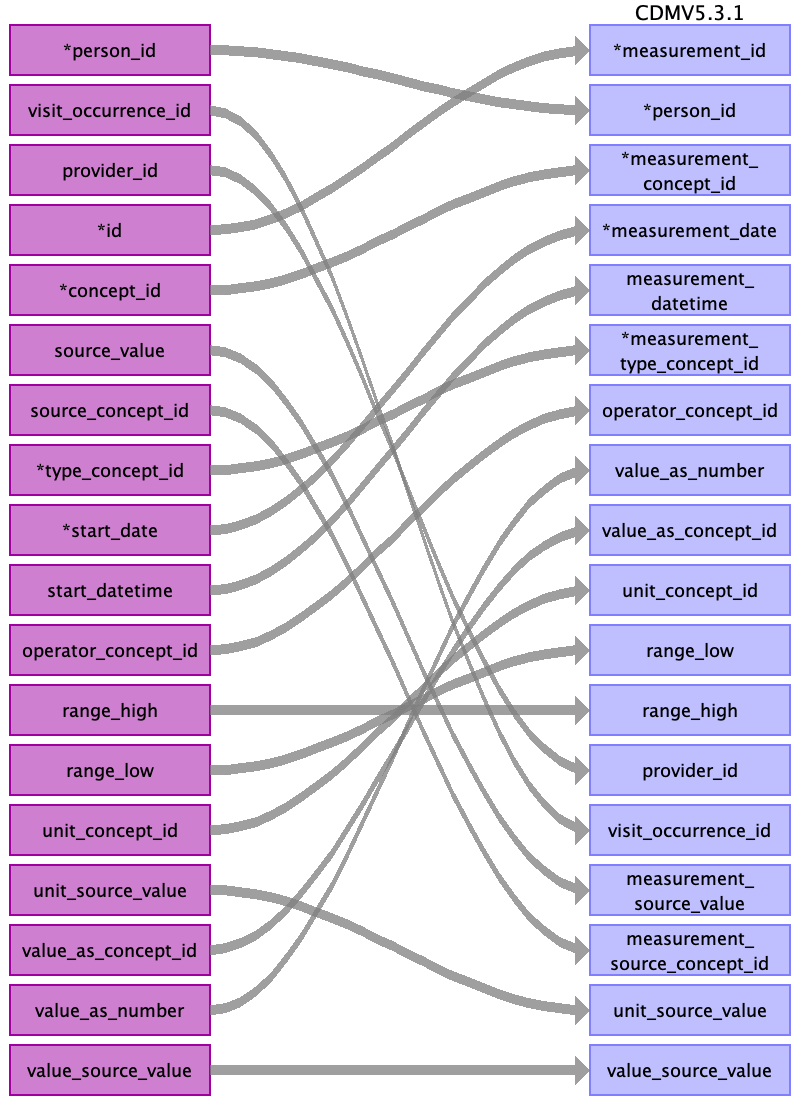 CDMV5.3.1
*person_id
visit_occurrence_id
provider_id
*id
*concept_id
source_value
source_concept_id
*type_concept_id
*start_date
start_datetime
operator_concept_id
range_high
range_low
unit_concept_id
unit_source_value
value_as_concept_id
value_as_number
value_source_value
*measurement_id
*person_id
*measurement_
concept_id
*measurement_date
measurement_
datetime
*measurement_
type_concept_id
operator_concept_id
value_as_number
value_as_concept_id
unit_concept_id
range_low
range_high
provider_id
visit_occurrence_id
measurement_
source_value
measurement_
source_concept_id
unit_source_value
value_source_value